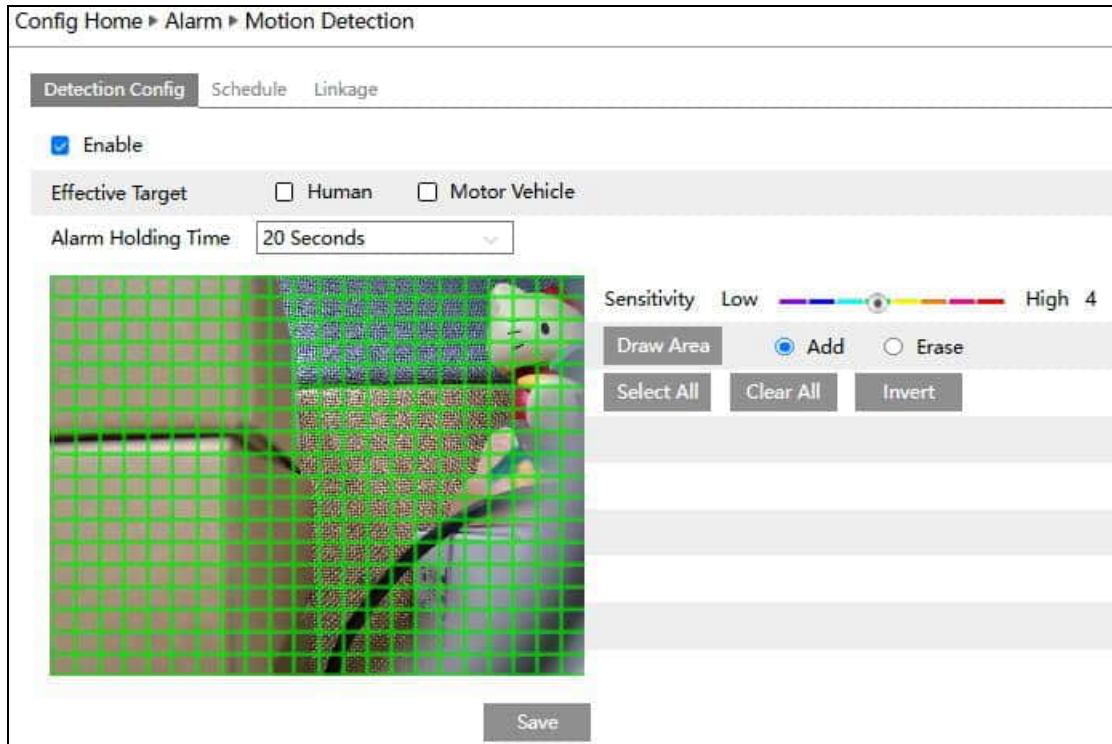 Config Home ▸ Alarm ▸ Motion Detection
Detection Config Schedule Linkage
Enable
Effective Target Human Motor Vehicle
Alarm Holding Time 20 Seconds
Sensitivity Low High 4
Draw Area Add Erase
Select All Clear All Invert
Save